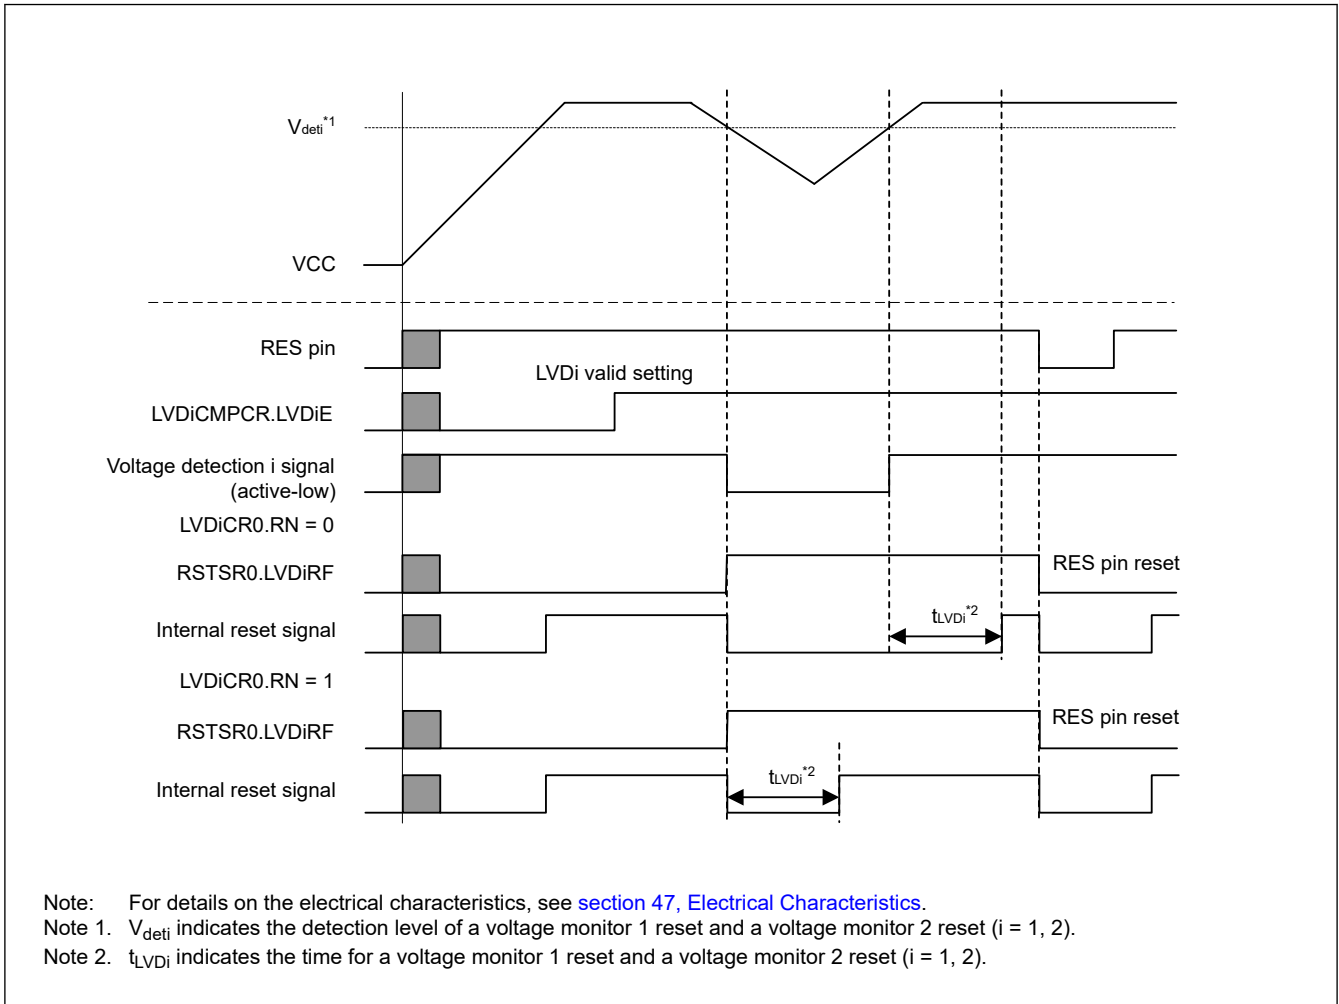 Vdeti*1
VCC
RES pin
LVDi valid setting
LVDiCMPCR.LVDiE
Voltage detection i signal
(active-low)
LVDiCR0.RN = 0
RSTSR0.LVDiRF
RES pin reset
Internal reset signal
tLVDi*2
LVDiCR0.RN = 1
RSTSR0.LVDiRF
RES pin reset
Internal reset signal
tLVDi*2
Note: For details on the electrical characteristics, see section 47, Electrical Characteristics.
Note 1. Vdeti indicates the detection level of a voltage monitor 1 reset and a voltage monitor 2 reset (i = 1, 2).
Note 2. tLVDi indicates the time for a voltage monitor 1 reset and a voltage monitor 2 reset (i = 1, 2).